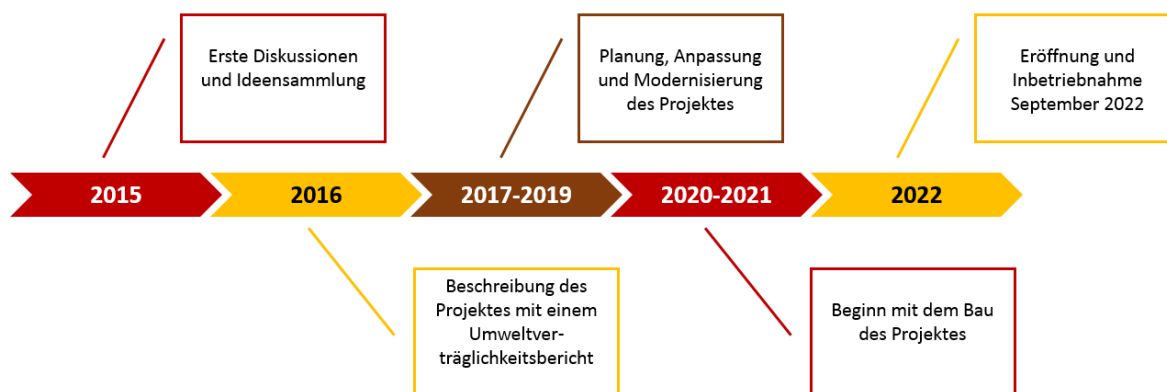 Erste Diskussionen
und Ideensammlung
Planung, Anpassung
und Modernisierung
des Projektes
Eröffnung und
Inbetriebnahme
September 2022
2015
2016
2017-2019
2020-2021
2022
Beschreibung des
Projektes mit einem
Umweltver-
träglichkeitsbericht
Beginn mit dem Bau
des Projektes